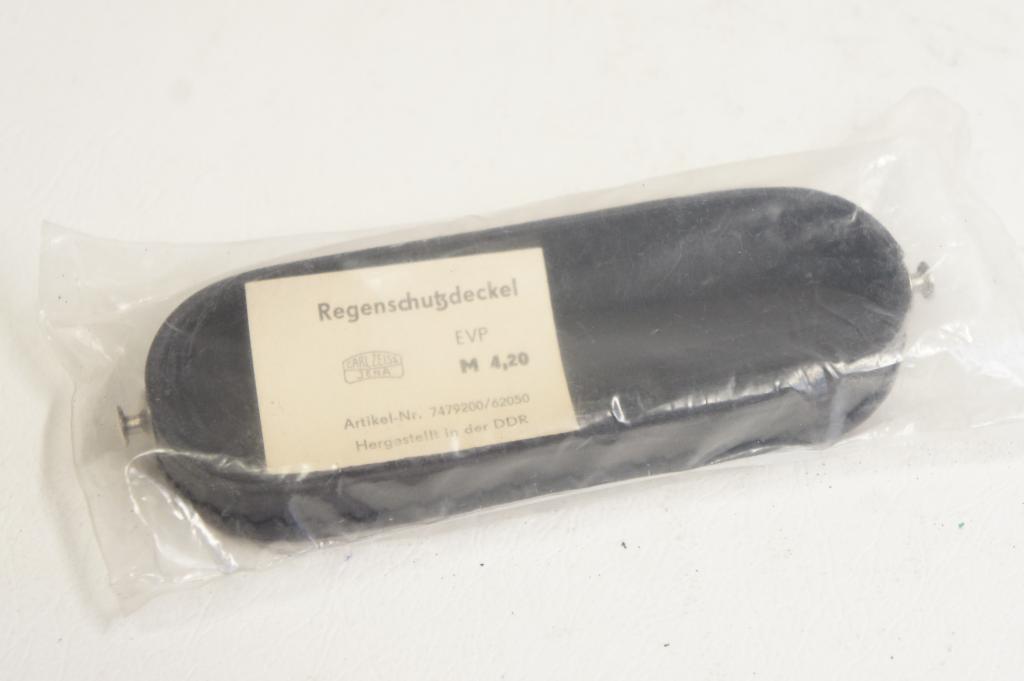 Regenschutzdeckel
EVP
CARL ZEISS
JENA
M 4,20
Artikel-Nr. 7479200/62050
Hergestellt in der DDR